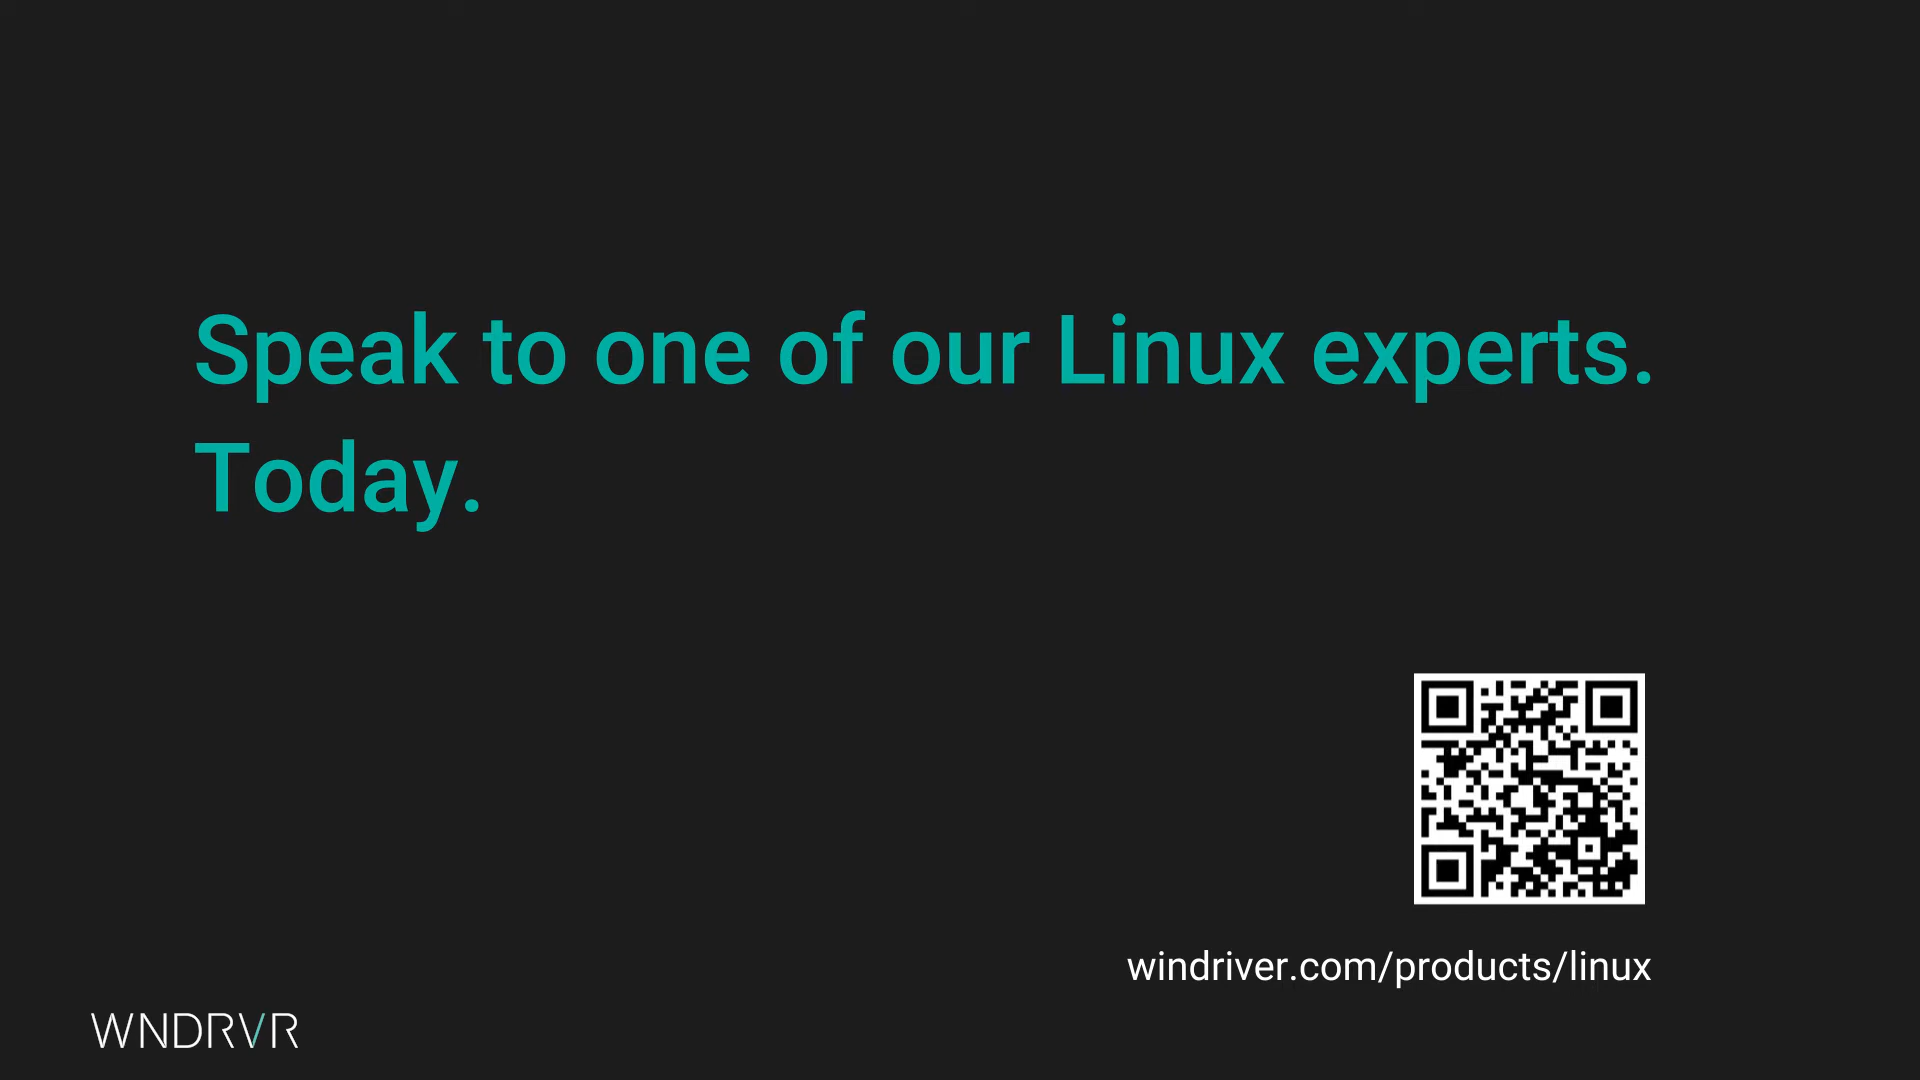 Speak to one of our Linux experts.
Today.
windriver.com/products/linux
WNDRVR